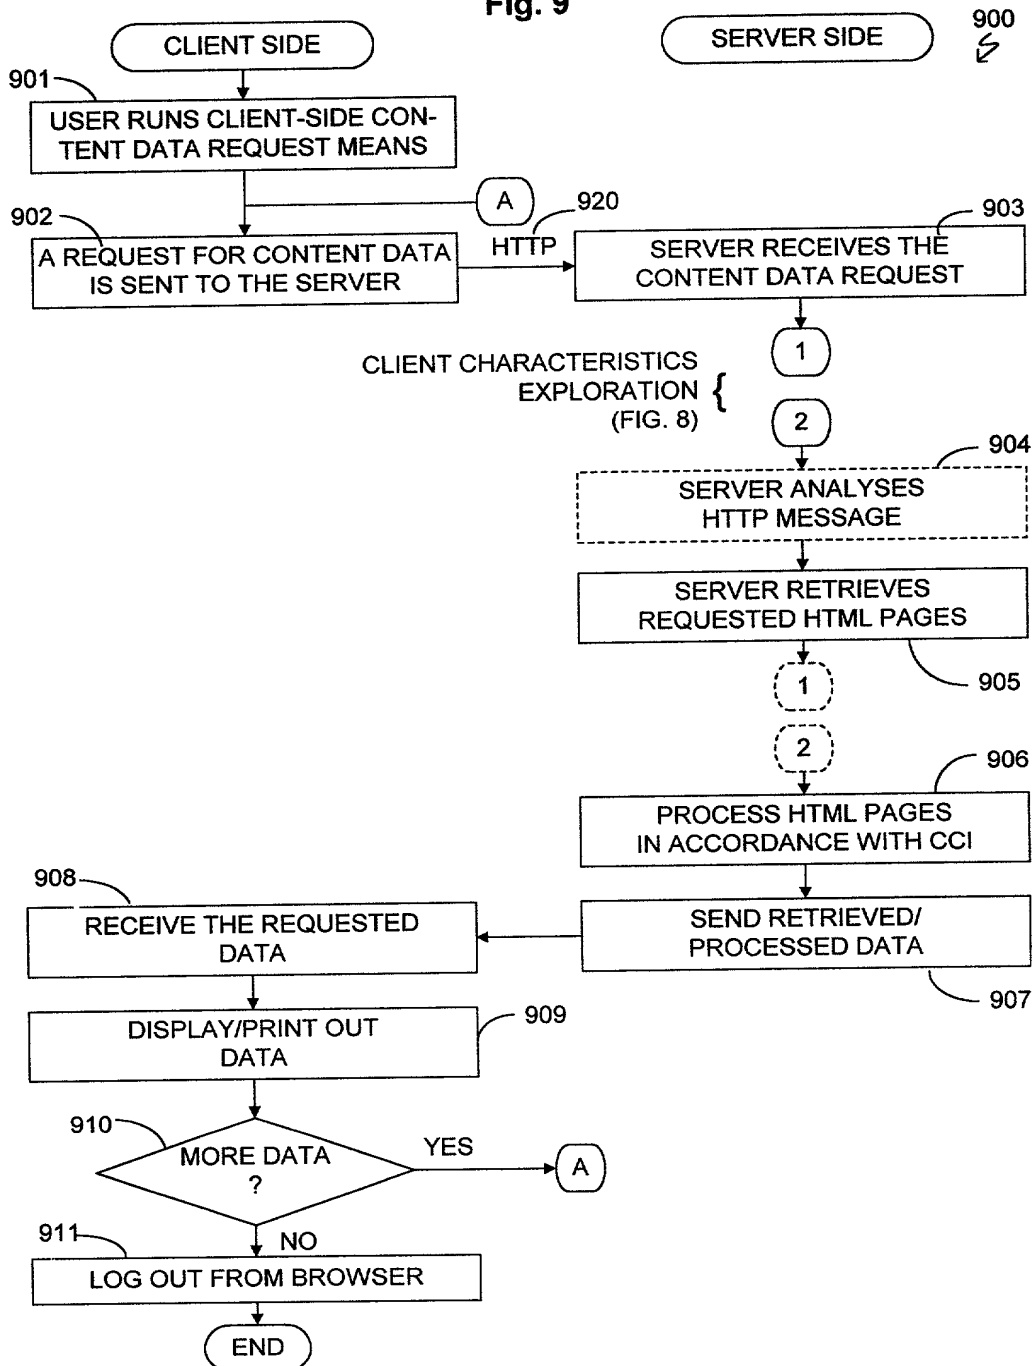 Fig. 9
900
CLIENT SIDE
SERVER SIDE
901
USER RUNS CLIENT-SIDE CON-
TENT DATA REQUEST MEANS
A
902
920
903
A REQUEST FOR CONTENT DATA
IS SENT TO THE SERVER
HTTP
SERVER RECEIVES THE
CONTENT DATA REQUEST
1
CLIENT CHARACTERISTICS
EXPLORATION {
(FIG. 8)
2
904
SERVER ANALYSES
HTTP MESSAGE
SERVER RETRIEVES
REQUESTED HTML PAGES
905
1
2
906
PROCESS HTML PAGES
IN ACCORDANCE WITH CCI
908
RECEIVE THE REQUESTED
DATA
SEND RETRIEVED/
PROCESSED DATA
907
DISPLAY/PRINT OUT
DATA
909
910
MORE DATA
?
YES
A
911
NO
LOG OUT FROM BROWSER
END